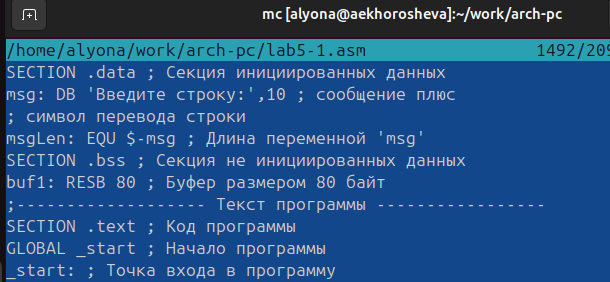 mc [alyona@aekhorosheva]:~/work/arch-pc
/home/alyona/work/arch-pc/lab5-1.asm 1492/209
SECTION .data ; Секция инициированных данных
msg: DB 'Введите строку:',10 ; сообщение плюс
; символ перевода строки
msgLen: EQU $-msg ; Длина переменной 'msg'
SECTION .bss ; Секция не инициированных данных
buf1: RESB 80 ; Буфер размером 80 байт
;------------------- Текст программы -----------------
SECTION .text ; Код программы
GLOBAL _start ; Начало программы
_start: ; Точка входа в программу